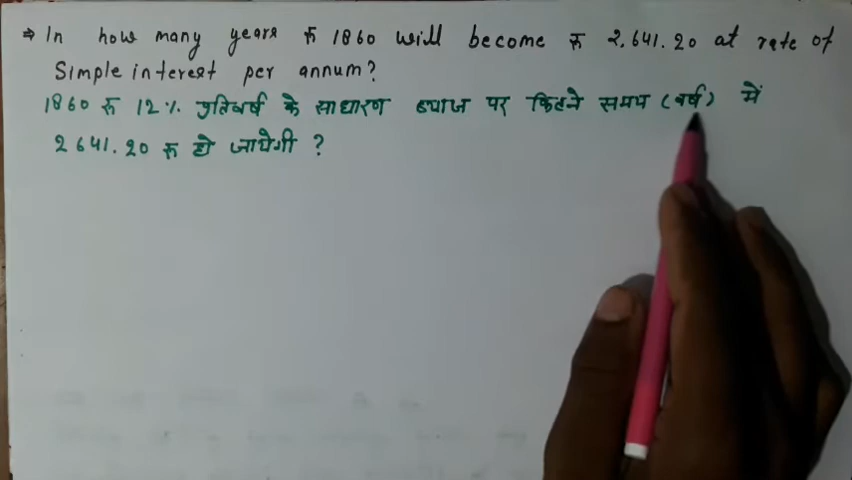 ⇒ In how many years रू 1860 will become रू 2,641.20 at rate of
Simple interest per annum?
1860 रू 12% प्रतिवर्ष के साधारण ब्याज पर कितने समय (वर्ष) में
2641.20 रू हो जायेगी ?